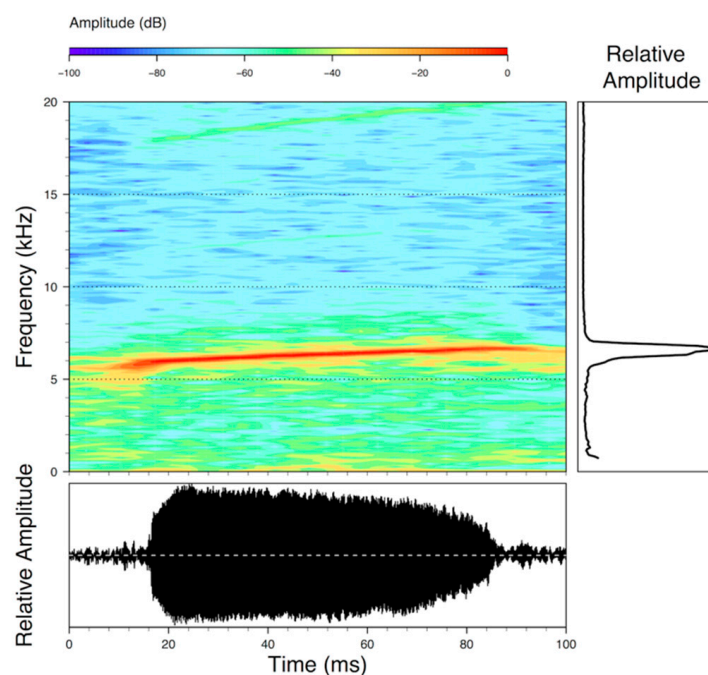 Amplitude (dB)
−100 −80 −60 −40 −20 0
Relative
Amplitude
20
15
10
5
0
Frequency (kHz)
Relative Amplitude
0 20 40 60 80 100
Time (ms)